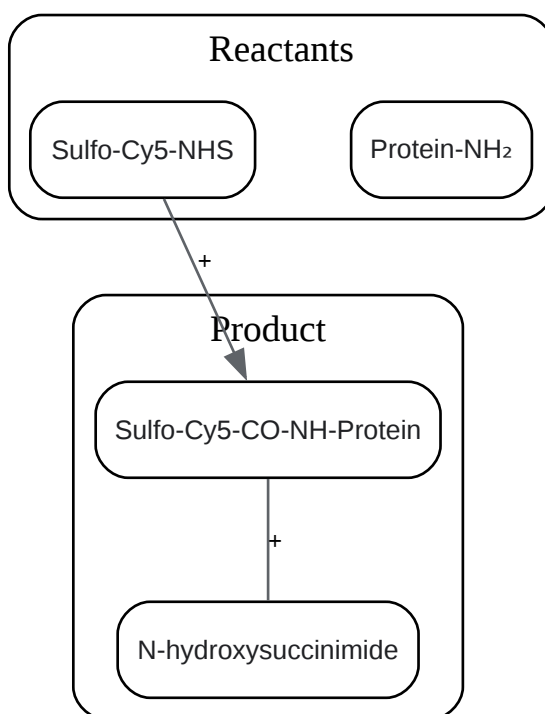 Reactants
Sulfo-Cy5-NHS
Protein-NH₂
+
Product
Sulfo-Cy5-CO-NH-Protein
+
N-hydroxysuccinimide